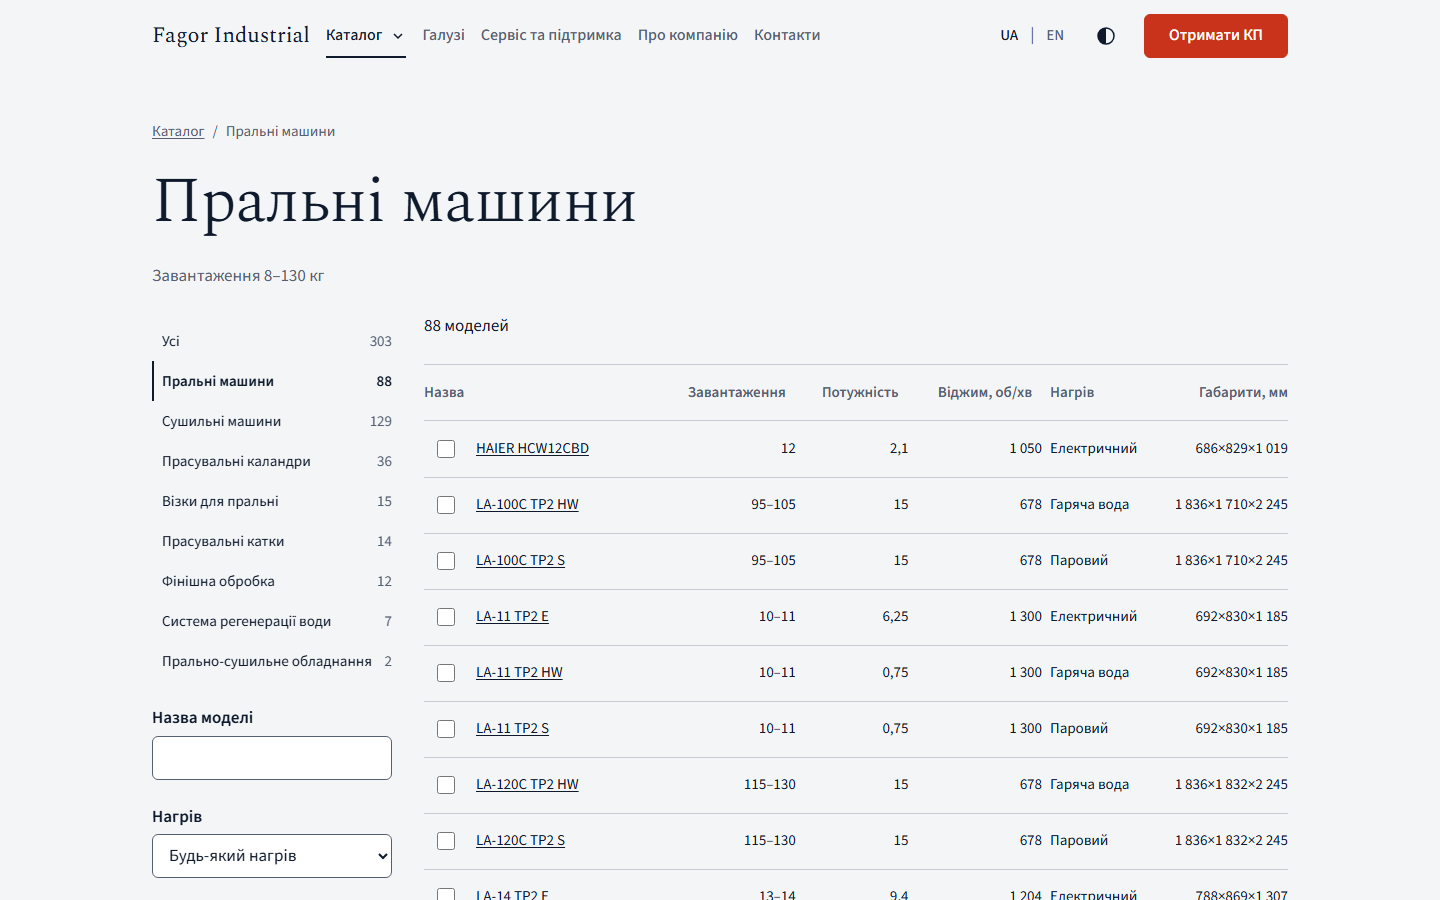 Fagor Industrial Каталог Галузі Сервіс та підтримка Про компанію Контакти UA | EN Отримати КП
Каталог / Пральні машини
Пральні машини
Завантаження 8–130 кг
Усі 303
Пральні машини 88
Сушильні машини 129
Прасувальні каландри 36
Візки для пральні 15
Прасувальні катки 14
Фінішна обробка 12
Система регенерації води 7
Прально-сушильне обладнання 2
Назва моделі
Нагрів
Будь-який нагрів
88 моделей
Назва Завантаження Потужність Віджим, об/хв Нагрів Габарити, мм
HAIER HCW12CBD 12 2,1 1 050 Електричний 686×829×1 019
LA-100C TP2 HW 95–105 15 678 Гаряча вода 1 836×1 710×2 245
LA-100C TP2 S 95–105 15 678 Паровий 1 836×1 710×2 245
LA-11 TP2 E 10–11 6,25 1 300 Електричний 692×830×1 185
LA-11 TP2 HW 10–11 0,75 1 300 Гаряча вода 692×830×1 185
LA-11 TP2 S 10–11 0,75 1 300 Паровий 692×830×1 185
LA-120C TP2 HW 115–130 15 678 Гаряча вода 1 836×1 832×2 245
LA-120C TP2 S 115–130 15 678 Паровий 1 836×1 832×2 245
LA-14 TP2 E 13–14 9,4 1 204 Електричний 788×869×1 307